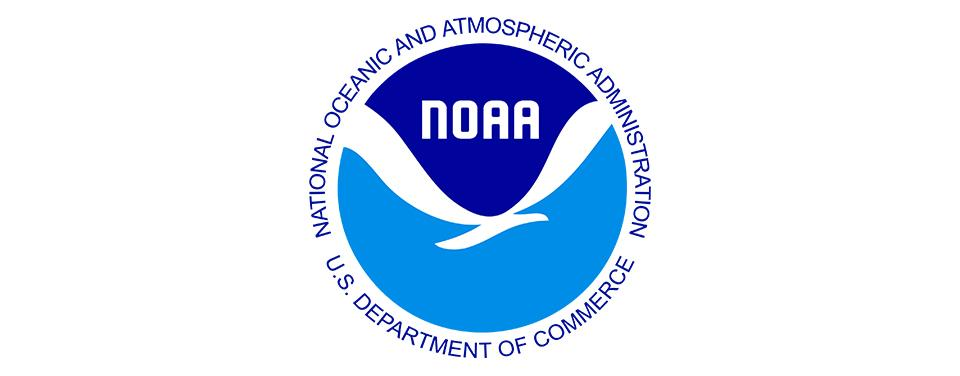 NATIONAL OCEANIC AND ATMOSPHERIC ADMINISTRATION
NOAA
U.S. DEPARTMENT OF COMMERCE